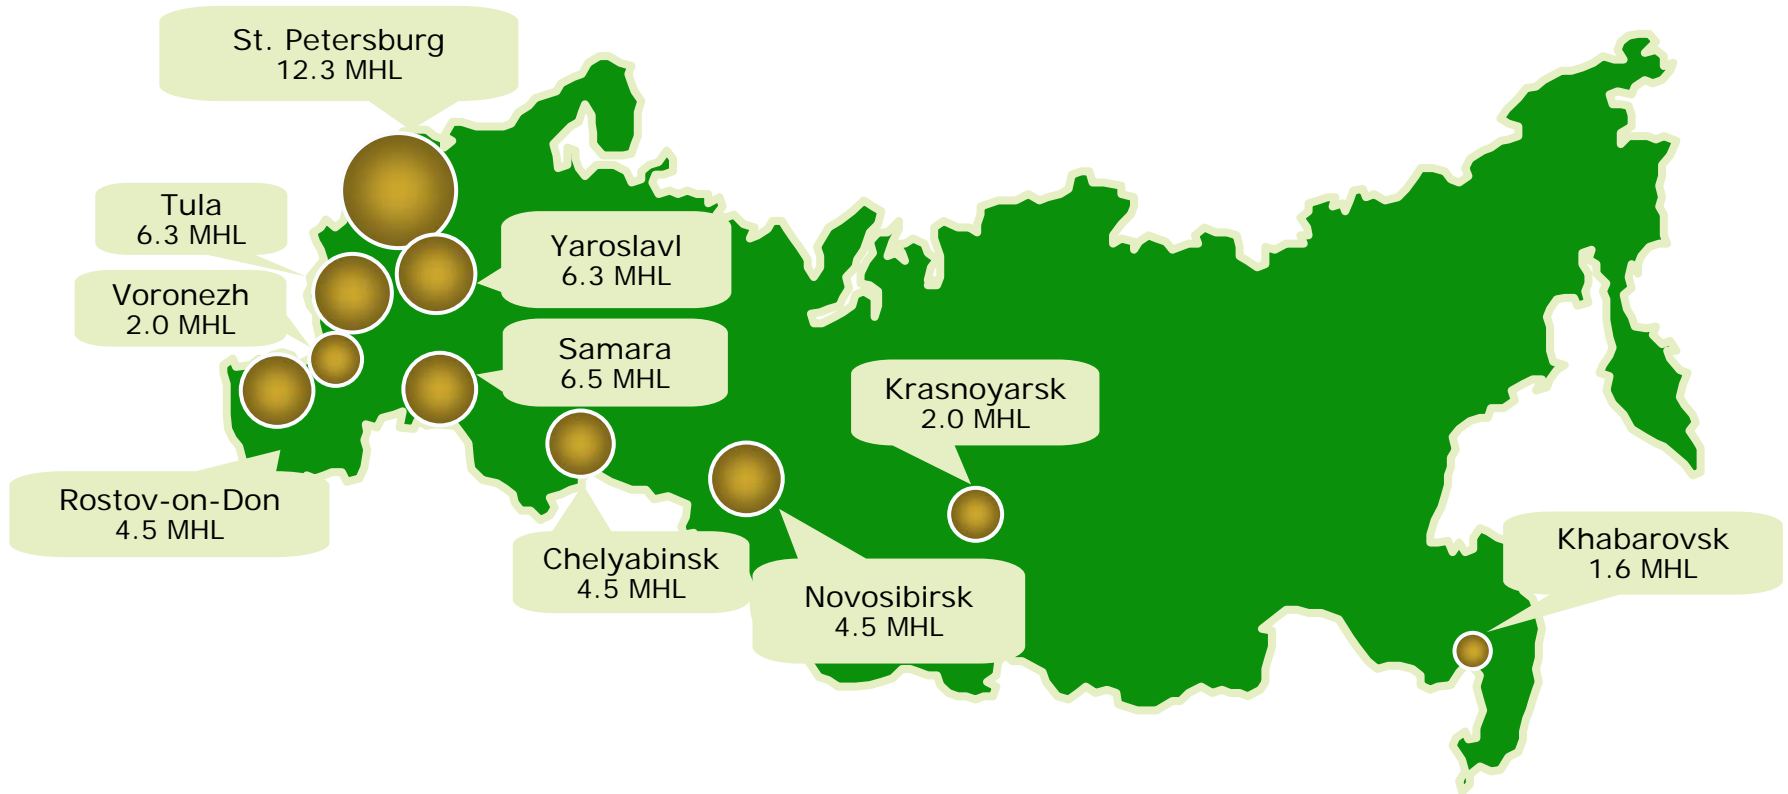 St. Petersburg
12.3 MHL
Tula
6.3 MHL
Yaroslavl
6.3 MHL
Voronezh
2.0 MHL
Samara
6.5 MHL
Krasnoyarsk
2.0 MHL
Rostov-on-Don
4.5 MHL
Chelyabinsk
4.5 MHL
Novosibirsk
4.5 MHL
Khabarovsk
1.6 MHL